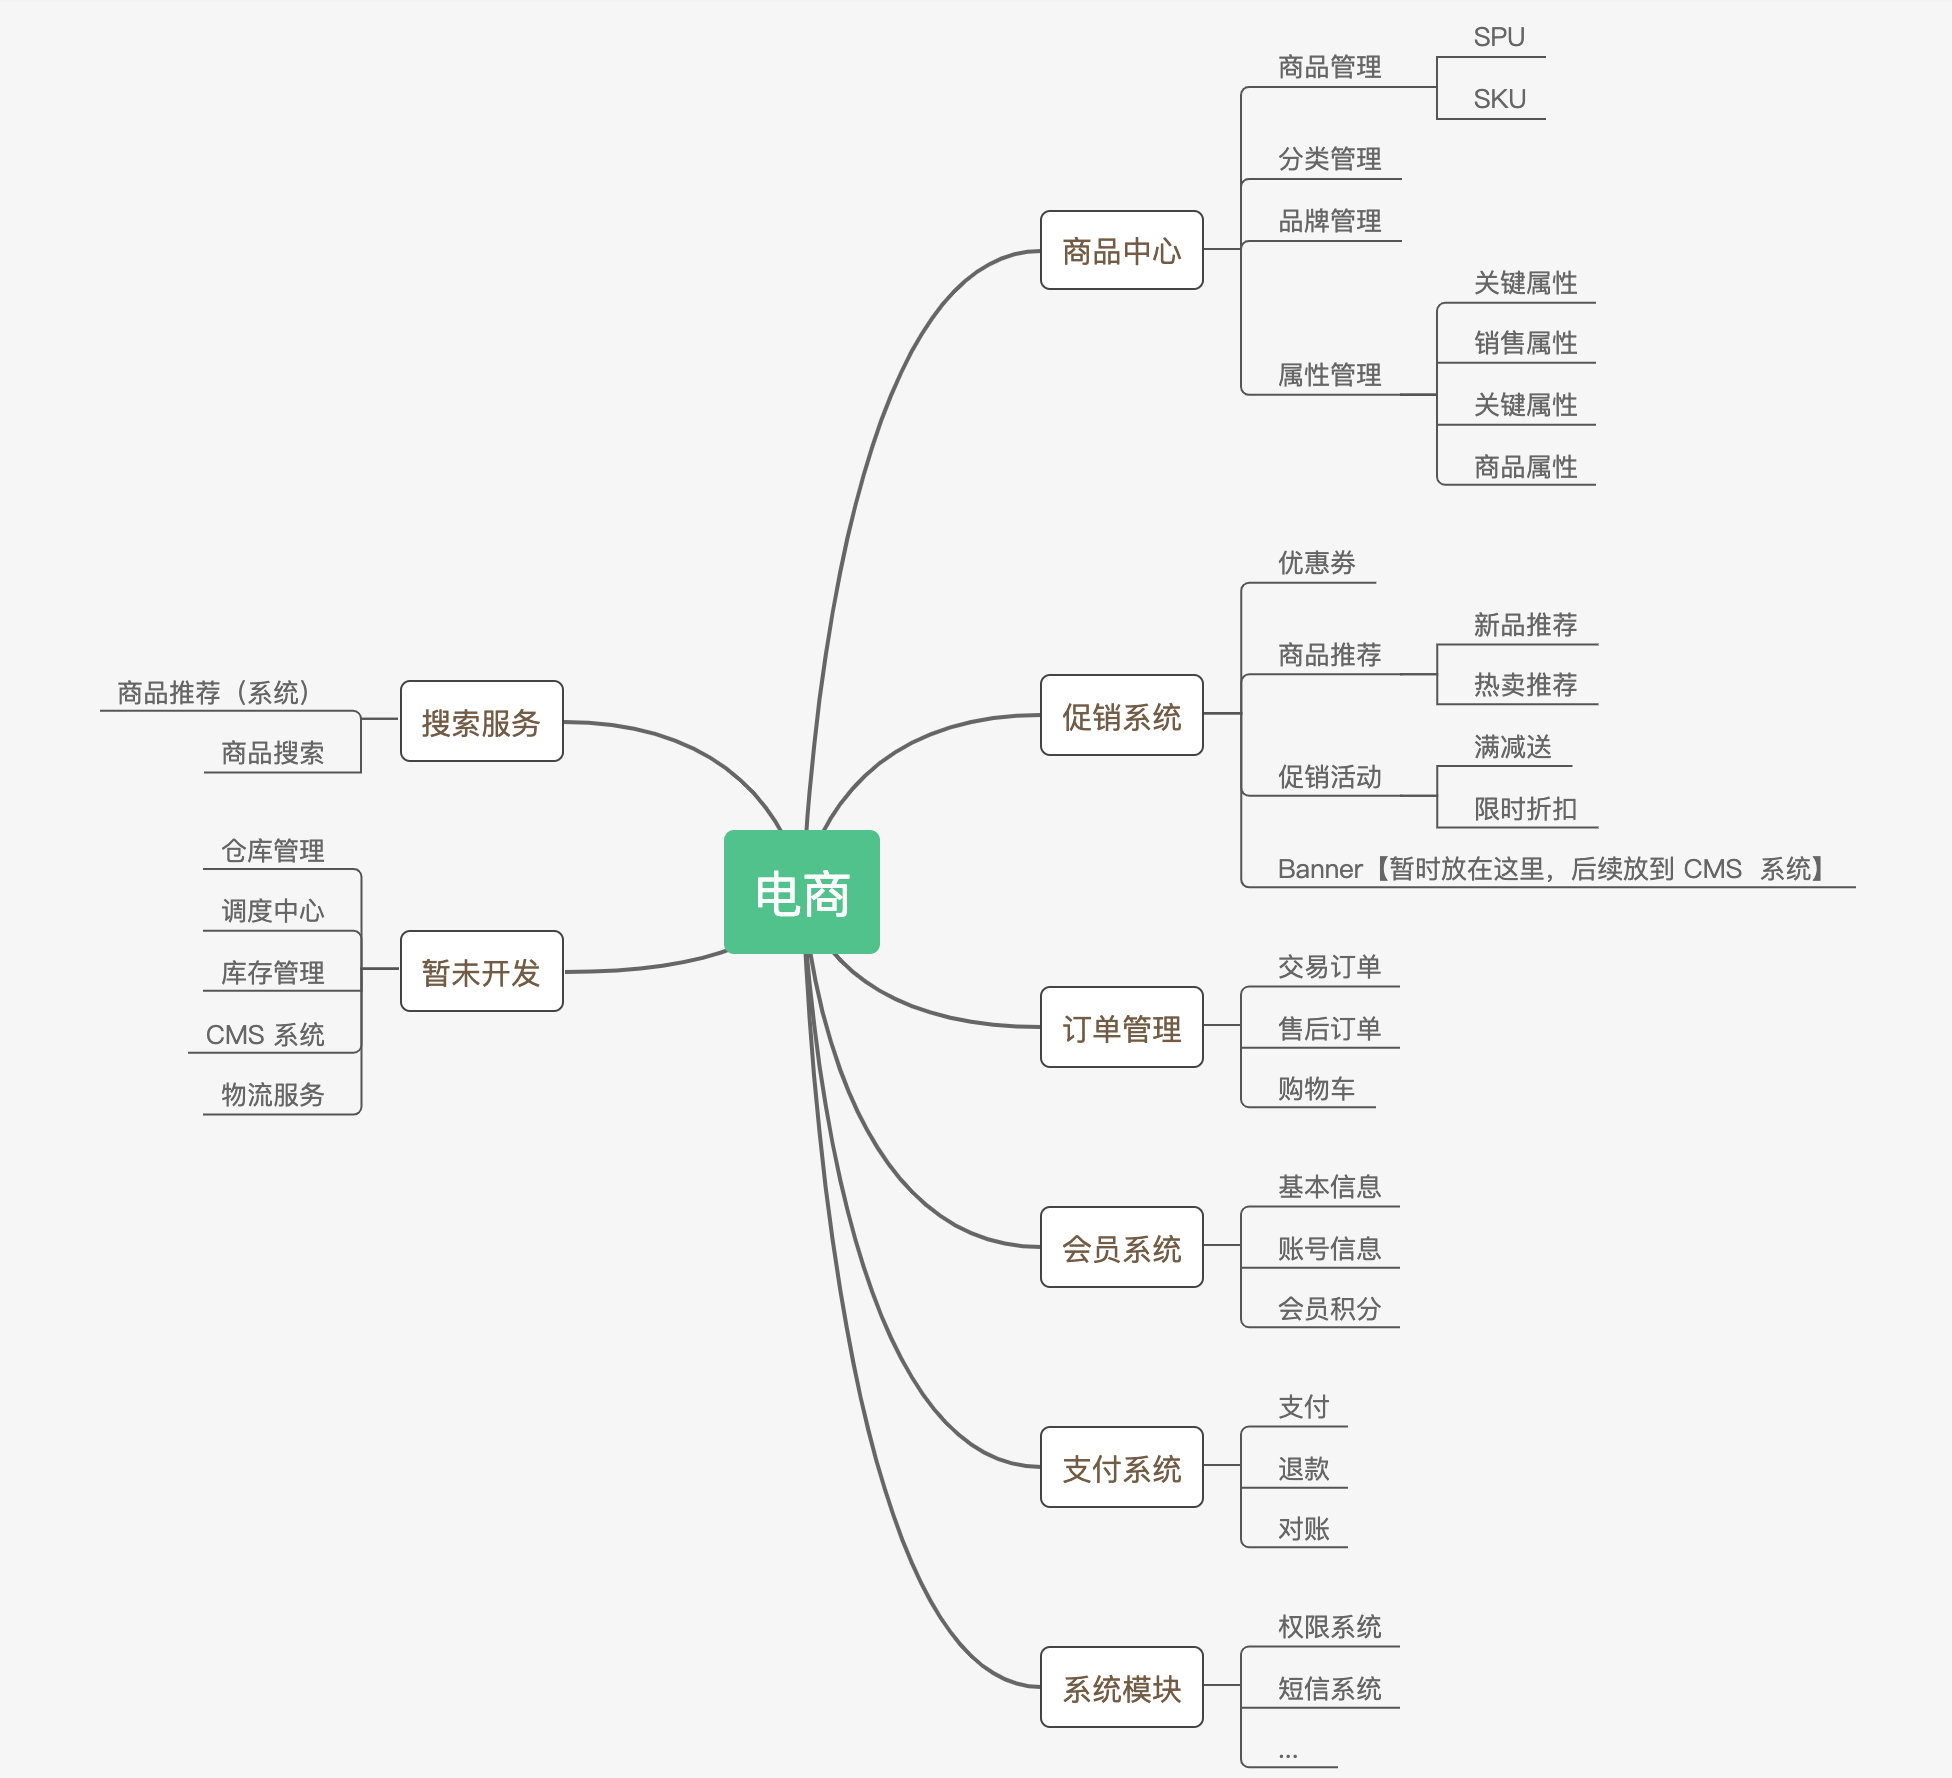 电商
商品中心
商品管理
SPU
SKU
分类管理
品牌管理
属性管理
关键属性
销售属性
关键属性
商品属性
促销系统
优惠劵
商品推荐
新品推荐
热卖推荐
促销活动
满减送
限时折扣
Banner【暂时放在这里，后续放到 CMS 系统】
订单管理
交易订单
售后订单
购物车
会员系统
基本信息
账号信息
会员积分
支付系统
支付
退款
对账
系统模块
权限系统
短信系统
...
搜索服务
商品推荐（系统）
商品搜索
暂未开发
仓库管理
调度中心
库存管理
CMS 系统
物流服务